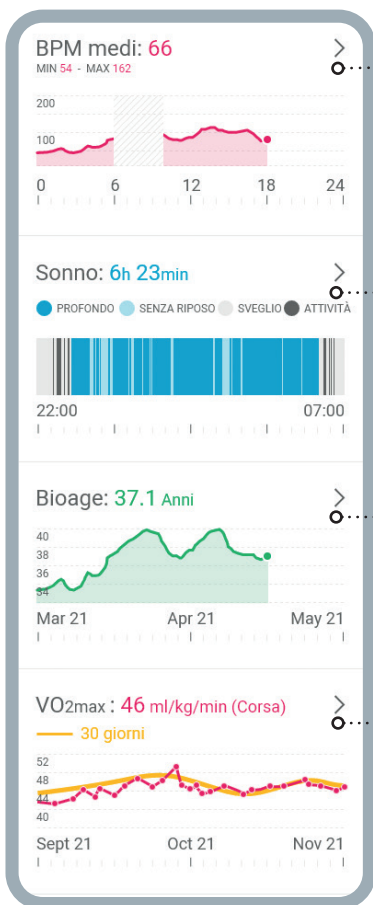 BPM medi: 66
MIN 54 - MAX 162
200
100
0 6 12 18 24
Sonno: 6h 23min
PROFONDO SENZA RIPOSO SVEGLIO ATTIVITÀ
22:00 07:00
Bioage: 37.1 Anni
40
38
36
34
Mar 21 Apr 21 May 21
VO2max : 46 ml/kg/min (Corsa)
30 giorni
52
48
44
40
Sept 21 Oct 21 Nov 21